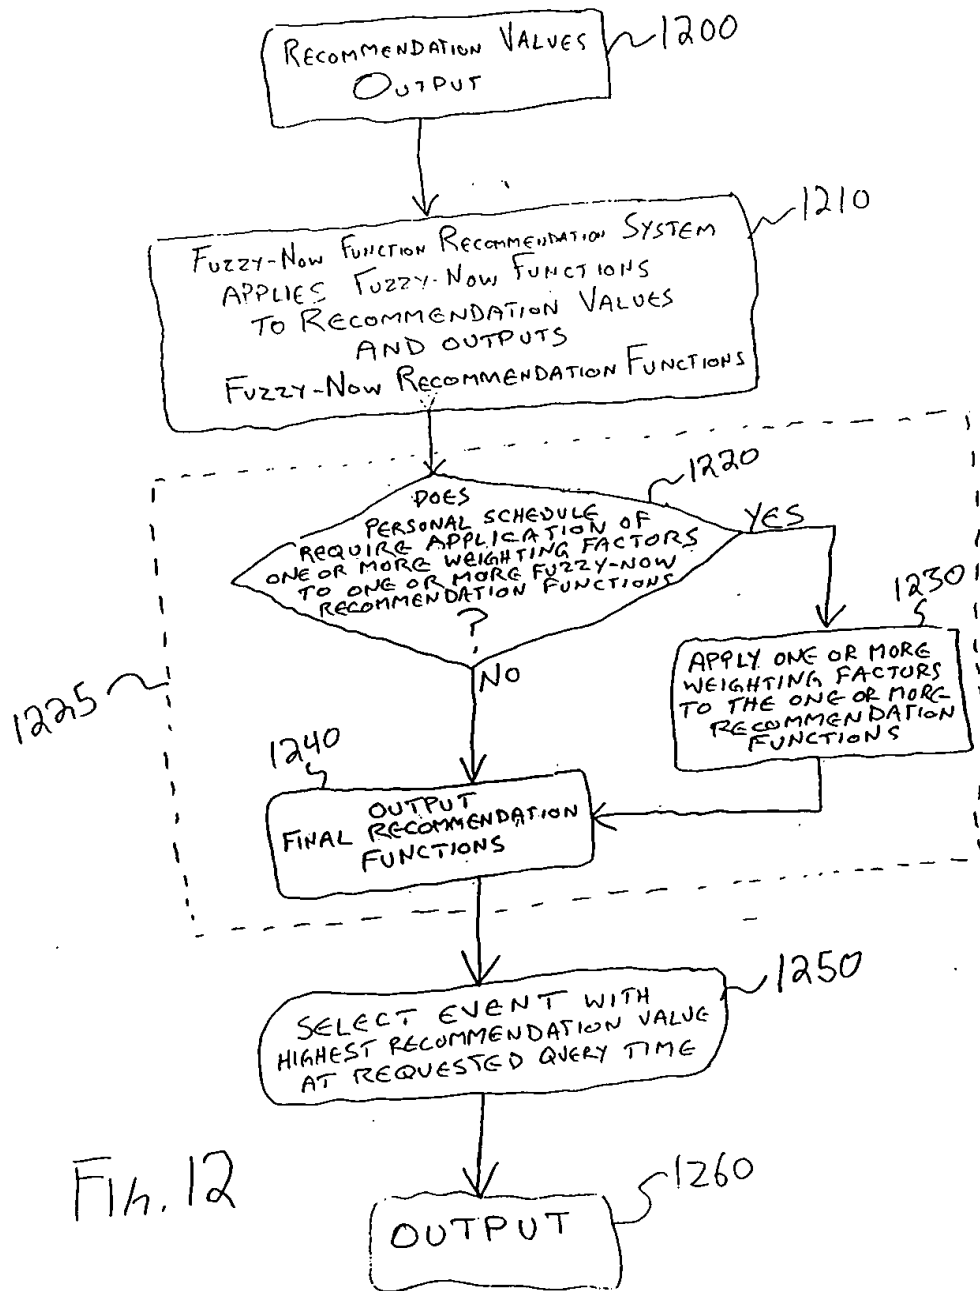 RECOMMENDATION VALUES
OUTPUT
1200
FUZZY-NOW FUNCTION RECOMMENDATION SYSTEM
APPLIES FUZZY-NOW FUNCTIONS
TO RECOMMENDATION VALUES
AND OUTPUTS
FUZZY-NOW RECOMMENDATION FUNCTIONS
1210
1220
DOES
PERSONAL SCHEDULE
REQUIRE APPLICATION OF
ONE OR MORE WEIGHTING FACTORS
TO ONE OR MORE FUZZY-NOW
RECOMMENDATION FUNCTIONS
?
YES
NO
1230
APPLY ONE OR MORE
WEIGHTING FACTORS
TO THE ONE OR MORE
RECOMMENDATION
FUNCTIONS
1225
1240
OUTPUT
FINAL RECOMMENDATION
FUNCTIONS
1250
SELECT EVENT WITH
HIGHEST RECOMMENDATION VALUE
AT REQUESTED QUERY TIME
Fig. 12
1260
OUTPUT